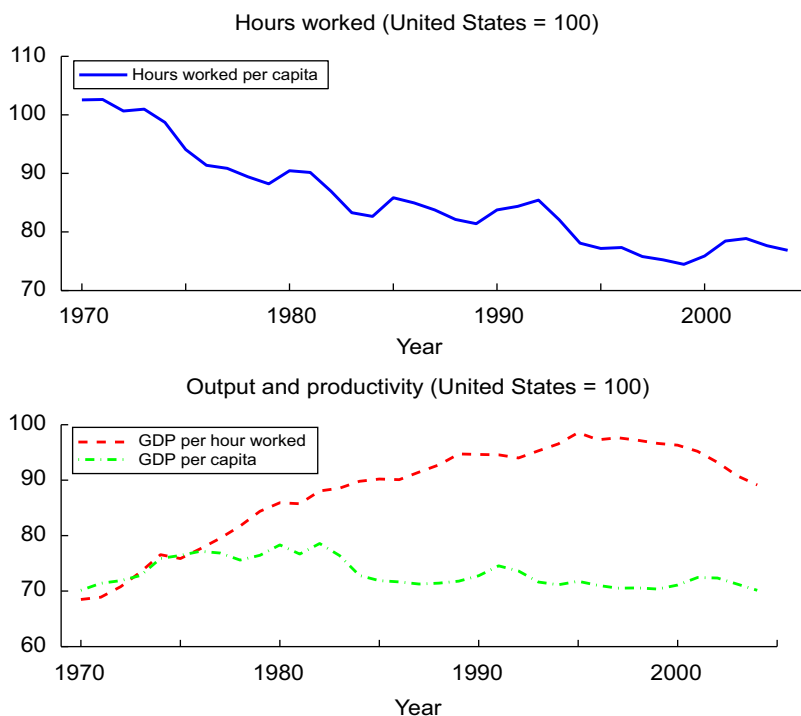 Hours worked (United States = 100)
110
Hours worked per capita
100
90
80
70
1970 1980 1990 2000
Year
Output and productivity (United States = 100)
100
GDP per hour worked
GDP per capita
90
80
70
60
1970 1980 1990 2000
Year